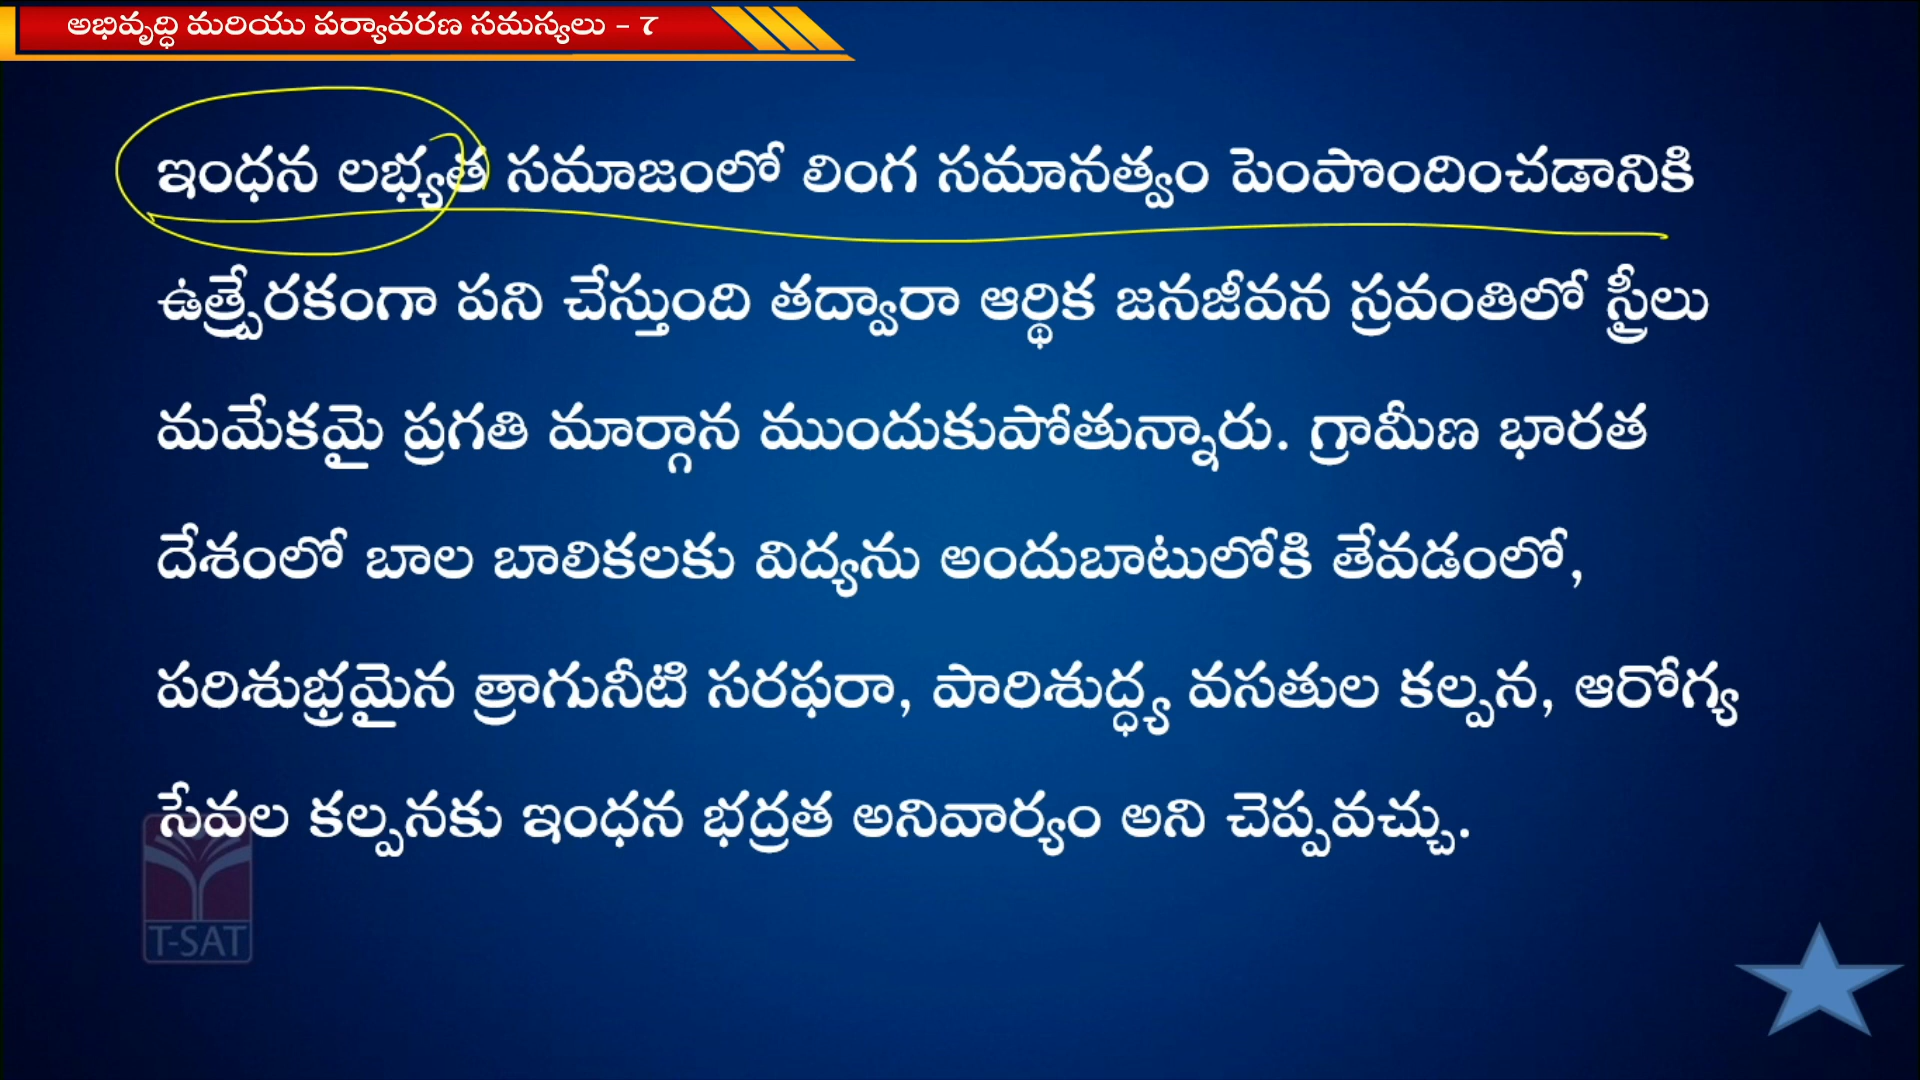 అభివృద్ధి మరియు పర్యావరణ సమస్యలు - 7
ఇంధన లభ్యత సమాజంలో లింగ సమానత్వం పెంపొందించడానికి
ఉత్ప్రేరకంగా పని చేస్తుంది తద్వారా ఆర్థిక జనజీవన స్రవంతిలో స్త్రీలు
మమేకమై ప్రగతి మార్గాన ముందుకుపోతున్నారు. గ్రామీణ భారత
దేశంలో బాల బాలికలకు విద్యను అందుబాటులోకి తేవడంలో,
పరిశుభ్రమైన త్రాగునీటి సరఫరా, పారిశుద్ధ్య వసతుల కల్పన, ఆరోగ్య
సేవల కల్పనకు ఇంధన భద్రత అనివార్యం అని చెప్పవచ్చు.
T-SAT